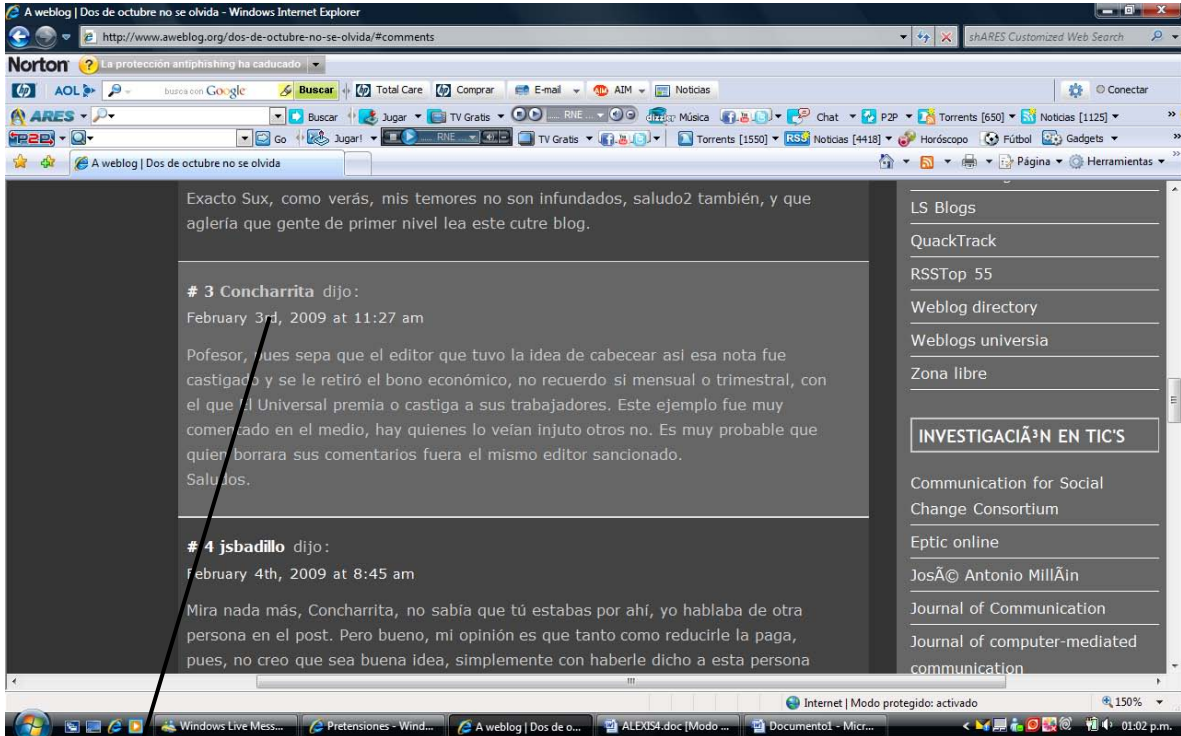 A weblog | Dos de octubre no se olvida - Windows Internet Explorer
http://www.aweblog.org/dos-de-octubre-no-se-olvida/#comments
shARES Customized Web Search
Norton
La protección antiphishing ha caducado
hp AOL busca con Google Buscar Total Care Comprar E-mail AIM Noticias Conectar
ARES Buscar Jugar TV Gratis RNE... Música Chat P2P Torrents [650] Noticias [1125]
P2P Go Jugar! RNE... TV Gratis Torrents [1550] RSS Noticias [4418] Horóscopo Fútbol Gadgets
A weblog | Dos de octubre no se olvida Página Herramientas
Exacto Sux, como verás, mis temores no son infundados, saludo2 también, y que
aglería que gente de primer nivel lea este cutre blog.
# 3 Concharrita dijo:
February 3rd, 2009 at 11:27 am
Pofesor, pues sepa que el editor que tuvo la idea de cabecear asi esa nota fue
castigado y se le retiró el bono económico, no recuerdo si mensual o trimestral, con
el que El Universal premia o castiga a sus trabajadores. Este ejemplo fue muy
comentado en el medio, hay quienes lo veían injuto otros no. Es muy probable que
quien borrara sus comentarios fuera el mismo editor sancionado.
Saludos.
# 4 jsbadillo dijo:
February 4th, 2009 at 8:45 am
Mira nada más, Concharrita, no sabía que tú estabas por ahí, yo hablaba de otra
persona en el post. Pero bueno, mi opinión es que tanto como reducirle la paga,
pues, no creo que sea buena idea, simplemente con haberle dicho a esta persona
LS Blogs
QuackTrack
RSSTop 55
Weblog directory
Weblogs universia
Zona libre
INVESTIGACIÃ³N EN TIC'S
Communication for Social
Change Consortium
Eptic online
JosÃ© Antonio MillÃin
Journal of Communication
Journal of computer-mediated
communication
Internet | Modo protegido: activado 150%
Windows Live Mess... Pretensiones - Wind... A weblog | Dos de o... ALEXIS4.doc [Modo ... Documento1 - Micr... 01:02 p.m.